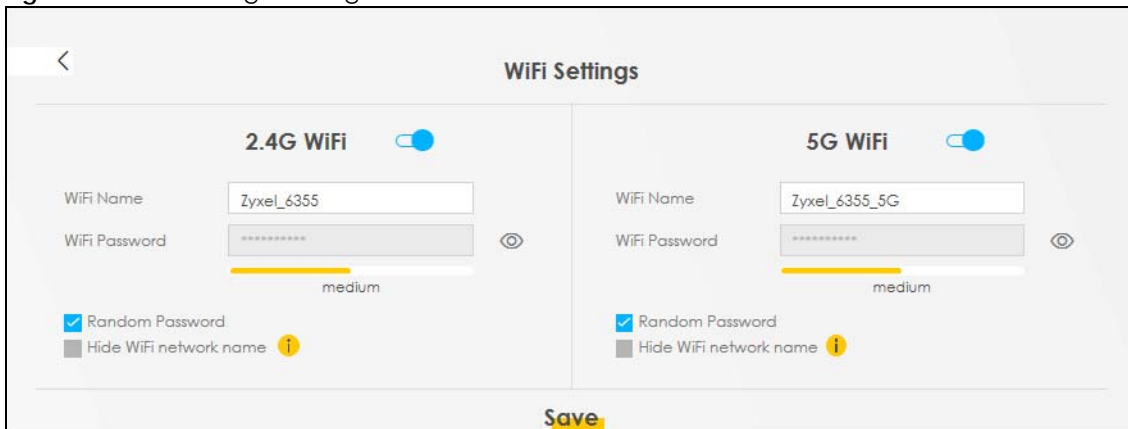 WiFi Settings
2.4G WiFi
WiFi Name Zyxel_6355
WiFi Password **********
medium
Random Password
Hide WiFi network name i
5G WiFi
WiFi Name Zyxel_6355_5G
WiFi Password **********
medium
Random Password
Hide WiFi network name i
Save